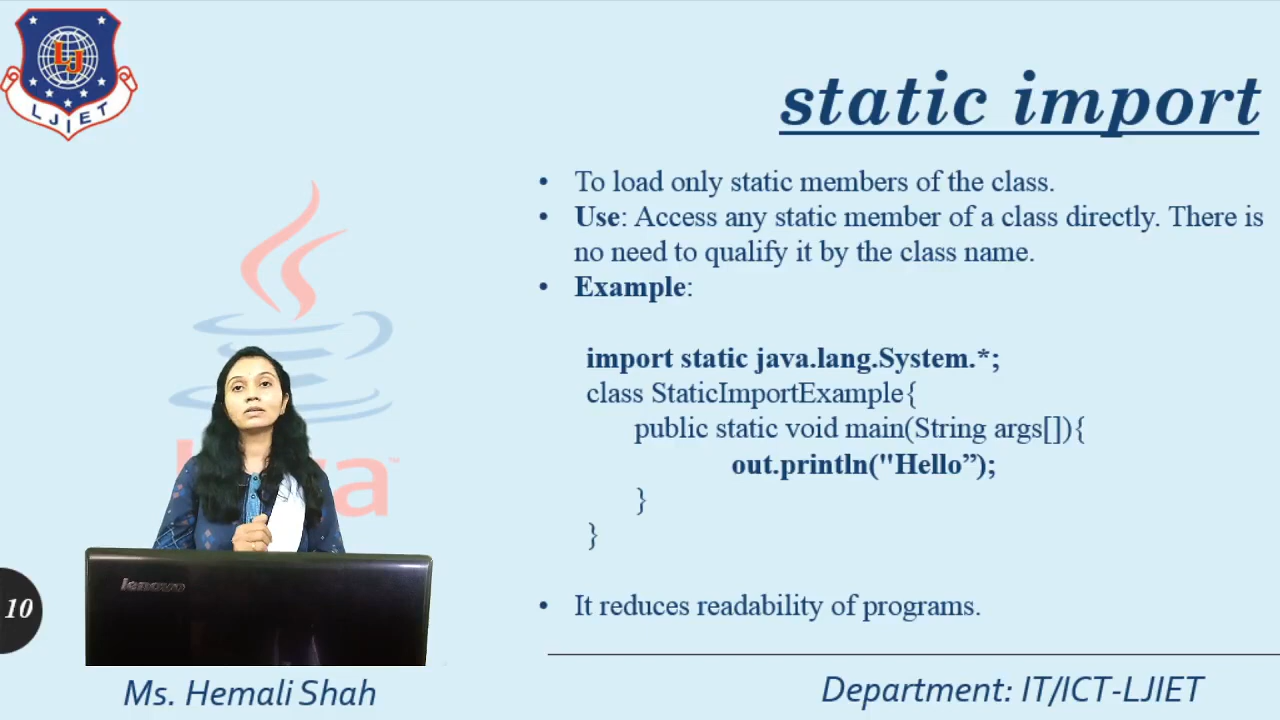 LJ
LJIET
static import
• To load only static members of the class.
• Use: Access any static member of a class directly. There is
no need to qualify it by the class name.
• Example:
import static java.lang.System.*;
class StaticImportExample{
public static void main(String args[]){
out.println("Hello”);
}
}
• It reduces readability of programs.
lenovo
10
Ms. Hemali Shah
Department: IT/ICT-LJIET